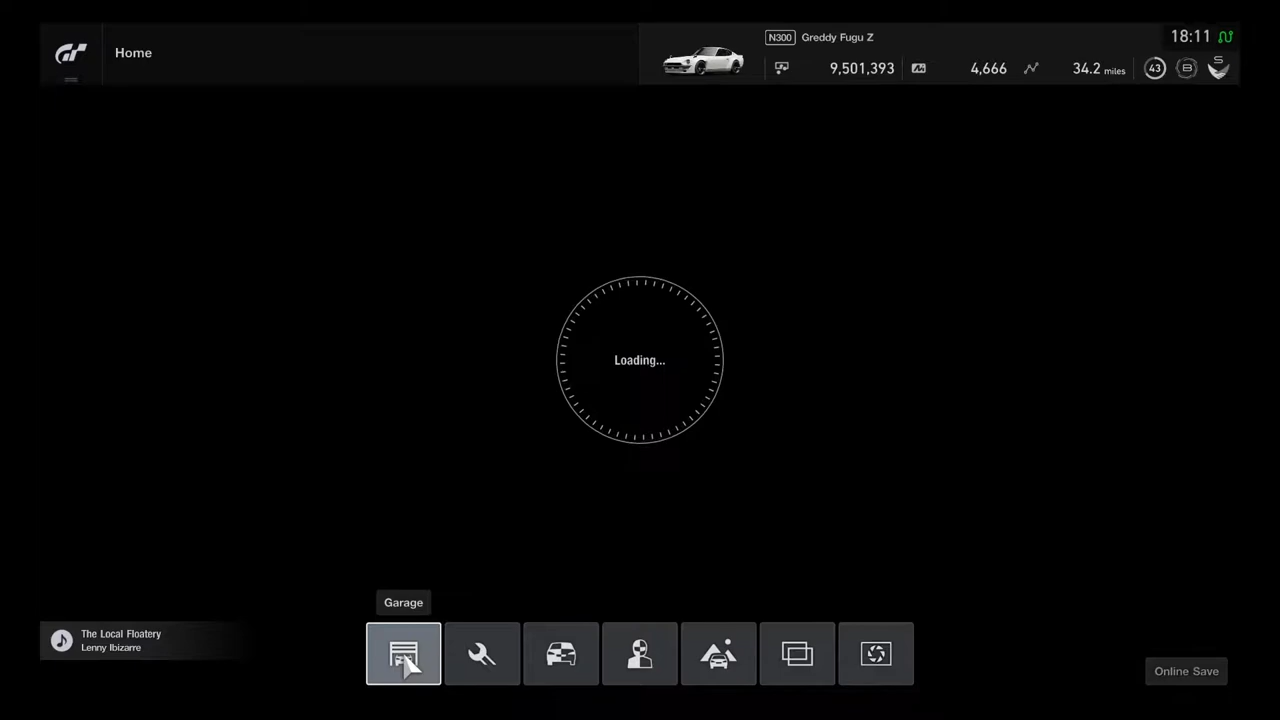 Home
N300 Greddy Fugu Z
18:11
9,501,393
4,666
34.2 miles
43
B
S
Loading...
Garage
The Local Floatery
Lenny Ibizarre
Online Save